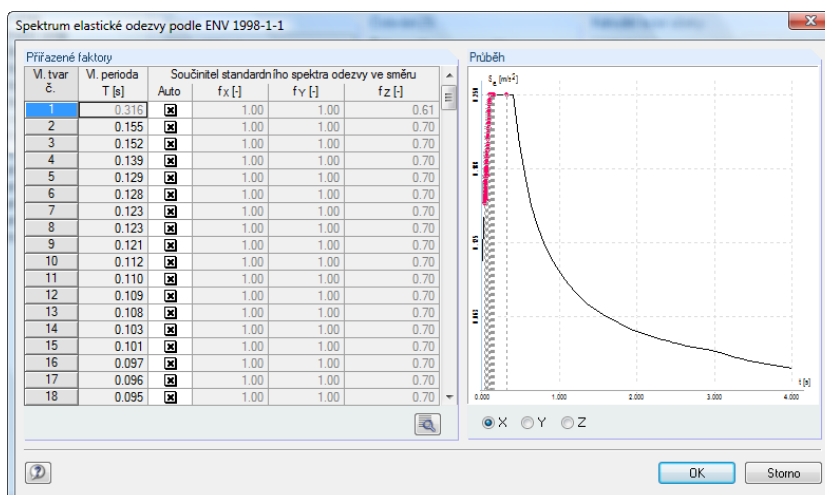 Spektrum elastické odezvy podle ENV 1998-1-1
Přiřazené faktory
Vl. tvar Vl. perioda Součinitel standardního spektra odezvy ve směru
č. T [s] Auto fX [-] fY [-] fZ [-]
1 0.316 1.00 1.00 0.61
2 0.155 1.00 1.00 0.70
3 0.152 1.00 1.00 0.70
4 0.139 1.00 1.00 0.70
5 0.129 1.00 1.00 0.70
6 0.128 1.00 1.00 0.70
7 0.123 1.00 1.00 0.70
8 0.123 1.00 1.00 0.70
9 0.121 1.00 1.00 0.70
10 0.112 1.00 1.00 0.70
11 0.110 1.00 1.00 0.70
12 0.109 1.00 1.00 0.70
13 0.108 1.00 1.00 0.70
14 0.103 1.00 1.00 0.70
15 0.101 1.00 1.00 0.70
16 0.097 1.00 1.00 0.70
17 0.096 1.00 1.00 0.70
18 0.095 1.00 1.00 0.70
Průběh
Se [m/s²]
0.250
0.125
t [s]
0.000 1.000 2.000 3.000 4.000
X Y Z
OK Storno